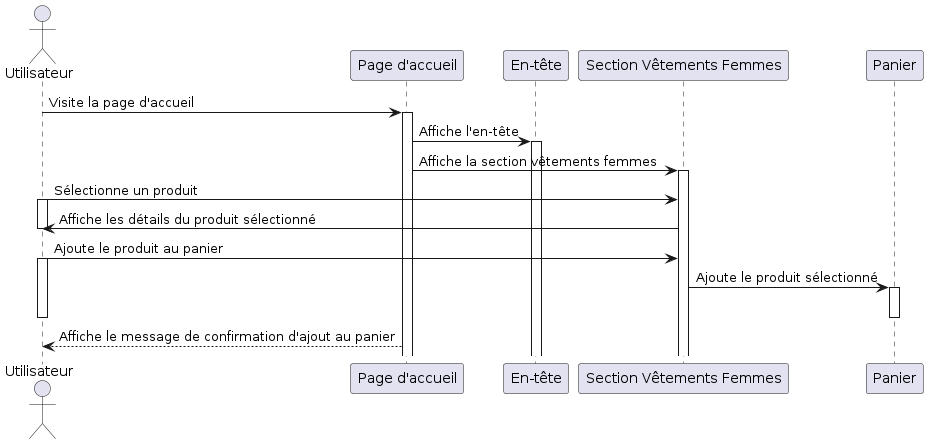 Utilisateur
Page d'accueil
En-tête
Section Vêtements Femmes
Panier
Visite la page d'accueil
Affiche l'en-tête
Affiche la section vêtements femmes
Sélectionne un produit
Affiche les détails du produit sélectionné
Ajoute le produit au panier
Ajoute le produit sélectionné
Affiche le message de confirmation d'ajout au panier
Utilisateur
Page d'accueil
En-tête
Section Vêtements Femmes
Panier